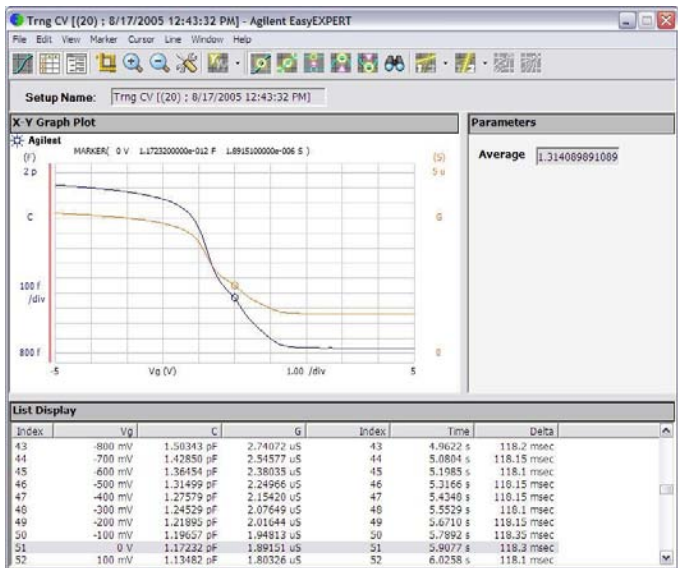 Trng CV [(20) ; 8/17/2005 12:43:32 PM] - Agilent EasyEXPERT
File Edit View Marker Cursor Line Window Help
Setup Name: Trng CV [(20) ; 8/17/2005 12:43:32 PM]
X-Y Graph Plot
Parameters
Agilent
MARKER( 0 V 1.1723200000e-012 F 1.8915100000e-006 S )
(F)
(S)
2 p
5 u
C
G
100 f
/div
800 f
0
-5 Vg (V) 1.00 /div 5
Average 1.314089891089
List Display
Index Vg C G Index Time Delta
43 -800 mV 1.50343 pF 2.74072 uS 43 4.9622 s 118.2 msec
44 -700 mV 1.42850 pF 2.54577 uS 44 5.0804 s 118.15 msec
45 -600 mV 1.36454 pF 2.38035 uS 45 5.1985 s 118.1 msec
46 -500 mV 1.31499 pF 2.24966 uS 46 5.3166 s 118.15 msec
47 -400 mV 1.27579 pF 2.15420 uS 47 5.4348 s 118.15 msec
48 -300 mV 1.24529 pF 2.07649 uS 48 5.5529 s 118.1 msec
49 -200 mV 1.21895 pF 2.01644 uS 49 5.6710 s 118.15 msec
50 -100 mV 1.19657 pF 1.94813 uS 50 5.7892 s 118.35 msec
51 0 V 1.17232 pF 1.89151 uS 51 5.9077 s 118.3 msec
52 100 mV 1.13482 pF 1.80326 uS 52 6.0258 s 118.1 msec